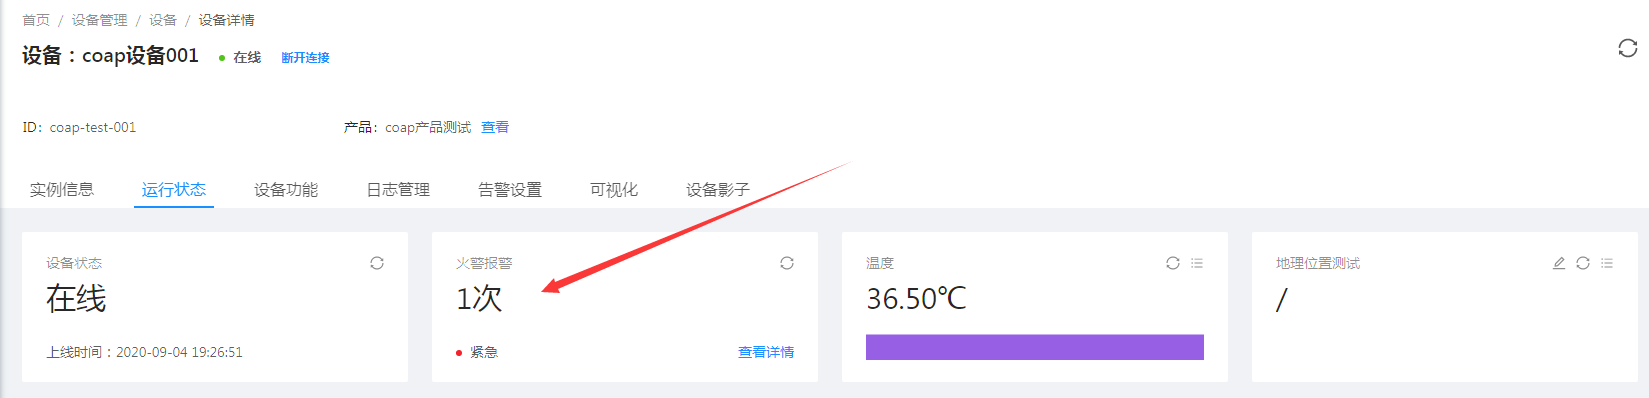 首页 / 设备管理 / 设备 / 设备详情
设备：coap设备001 在线 断开连接
ID: coap-test-001 产品: coap产品测试 查看
实例信息 运行状态 设备功能 日志管理 告警设置 可视化 设备影子
设备状态 火警报警 温度 地理位置测试
在线 1次 36.50℃ /
上线时间：2020-09-04 19:26:51 紧急 查看详情